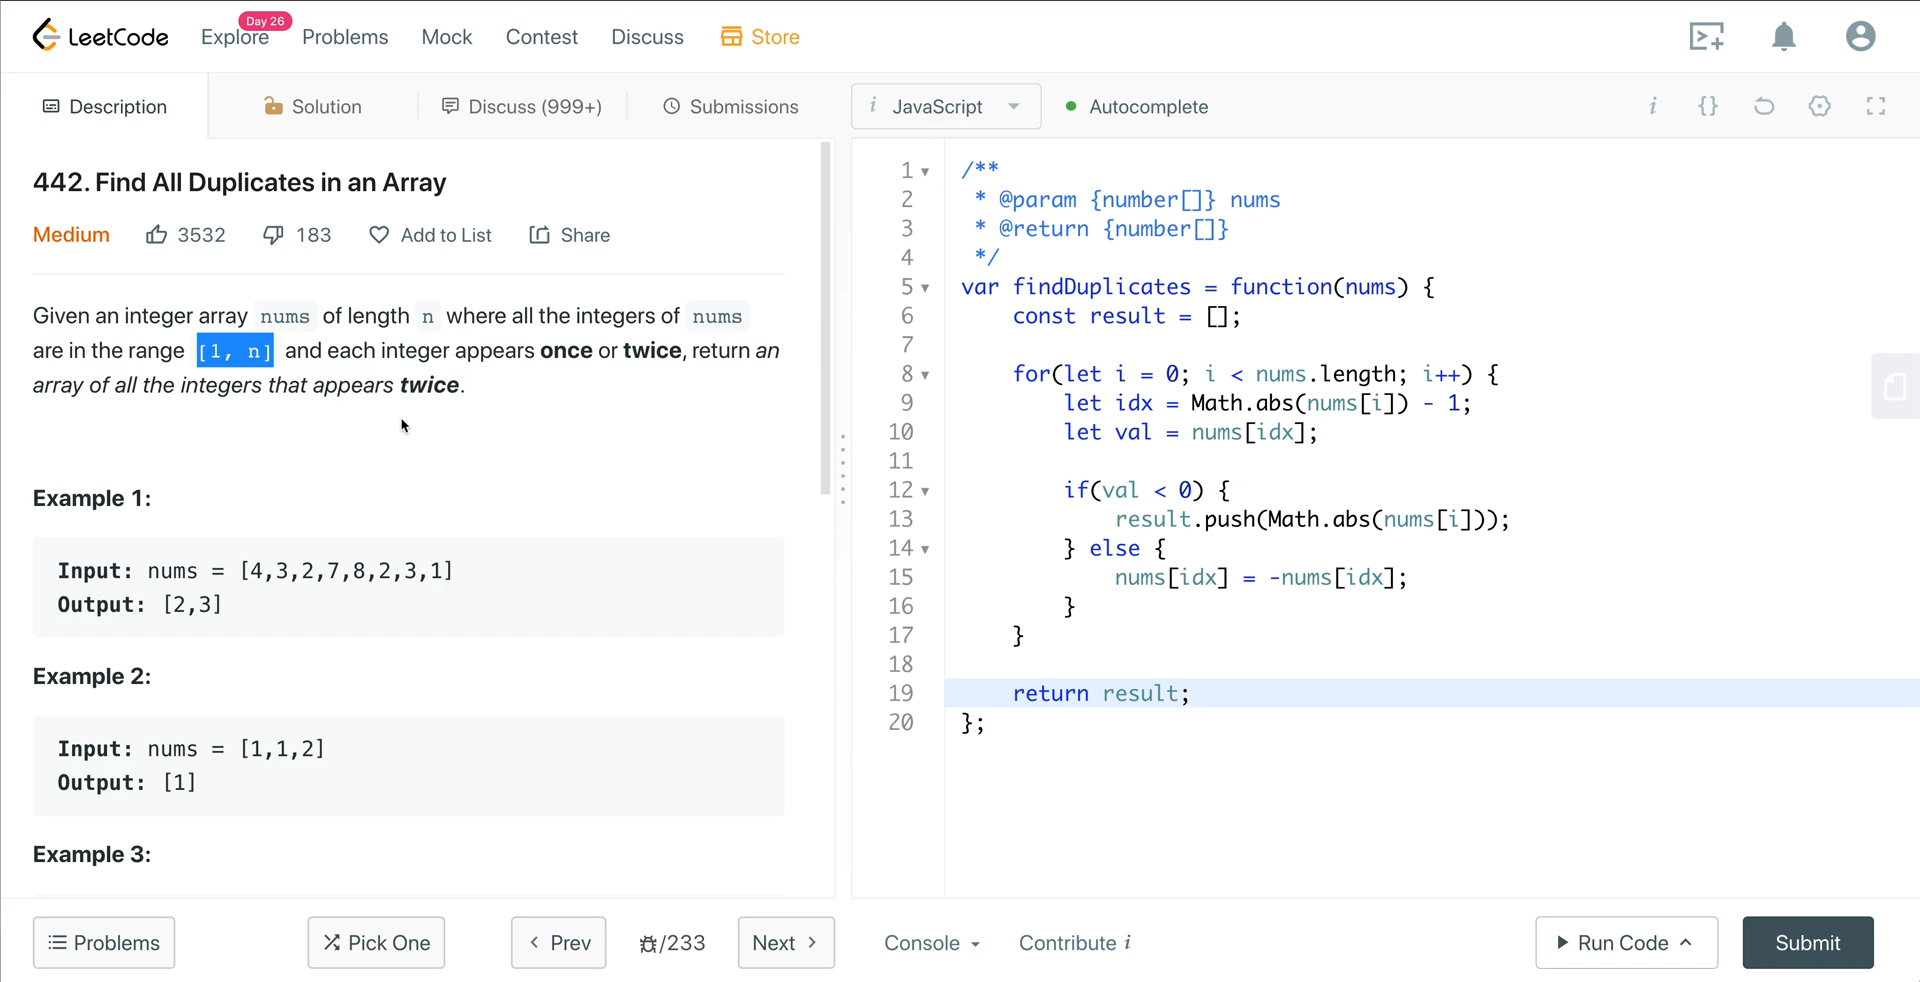 LeetCode
Explore
Day 26
Problems
Mock
Contest
Discuss
Store
Description
Solution
Discuss (999+)
Submissions
i JavaScript
Autocomplete
i {}
442. Find All Duplicates in an Array
Medium 3532 183 Add to List Share
Given an integer array nums of length n where all the integers of nums
are in the range [1, n] and each integer appears once or twice, return an
array of all the integers that appears twice.
Example 1:
Input: nums = [4,3,2,7,8,2,3,1]
Output: [2,3]
Example 2:
Input: nums = [1,1,2]
Output: [1]
Example 3:
1 /**
2 * @param {number[]} nums
3 * @return {number[]}
4 */
5 var findDuplicates = function(nums) {
6 const result = [];
7
8 for(let i = 0; i < nums.length; i++) {
9 let idx = Math.abs(nums[i]) - 1;
10 let val = nums[idx];
11
12 if(val < 0) {
13 result.push(Math.abs(nums[i]));
14 } else {
15 nums[idx] = -nums[idx];
16 }
17 }
18
19 return result;
20 };
Problems
Pick One
Prev
/233
Next
Console
Contribute i
Run Code
Submit